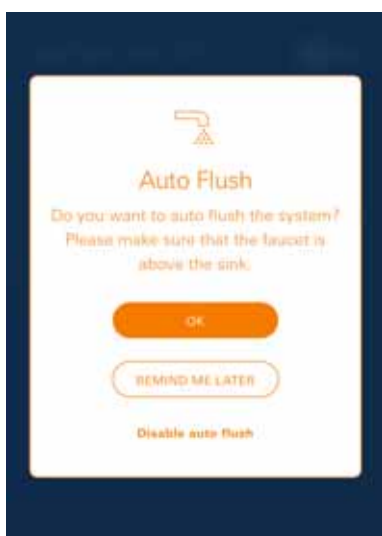 Auto Flush
Do you want to auto flush the system?
Please make sure that the faucet is
above the sink.
OK
REMIND ME LATER
Disable auto flush